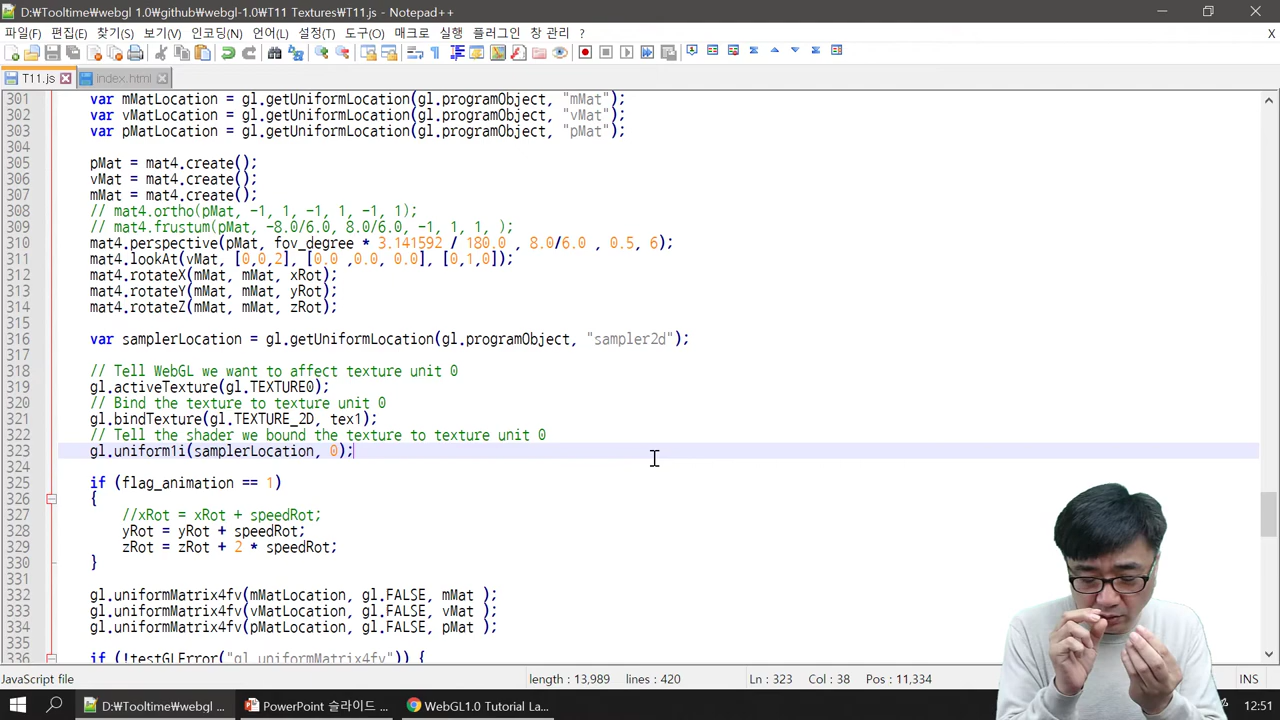 D:₩Tooltime₩webgl 1.0₩github₩webgl-1.0₩T11 Textures₩T11.js - Notepad++
파일(F) 편집(E) 찾기(S) 보기(V) 인코딩(N) 언어(L) 설정(T) 도구(O) 매크로 실행 플러그인 창 관리 ? X
T11.js index.html
301 var mMatLocation = gl.getUniformLocation(gl.programObject, "mMat");
302 var vMatLocation = gl.getUniformLocation(gl.programObject, "vMat");
303 var pMatLocation = gl.getUniformLocation(gl.programObject, "pMat");
304
305 pMat = mat4.create();
306 vMat = mat4.create();
307 mMat = mat4.create();
308 // mat4.ortho(pMat, -1, 1, -1, 1, -1, 1);
309 // mat4.frustum(pMat, -8.0/6.0, 8.0/6.0, -1, 1, 1, );
310 mat4.perspective(pMat, fov_degree * 3.141592 / 180.0 , 8.0/6.0 , 0.5, 6);
311 mat4.lookAt(vMat, [0,0,2], [0.0 ,0.0, 0.0], [0,1,0]);
312 mat4.rotateX(mMat, mMat, xRot);
313 mat4.rotateY(mMat, mMat, yRot);
314 mat4.rotateZ(mMat, mMat, zRot);
315
316 var samplerLocation = gl.getUniformLocation(gl.programObject, "sampler2d");
317
318 // Tell WebGL we want to affect texture unit 0
319 gl.activeTexture(gl.TEXTURE0);
320 // Bind the texture to texture unit 0
321 gl.bindTexture(gl.TEXTURE_2D, tex1);
322 // Tell the shader we bound the texture to texture unit 0
323 gl.uniform1i(samplerLocation, 0);
324
325 if (flag_animation == 1)
326 {
327 //xRot = xRot + speedRot;
328 yRot = yRot + speedRot;
329 zRot = zRot + 2 * speedRot;
330 }
331
332 gl.uniformMatrix4fv(mMatLocation, gl.FALSE, mMat );
333 gl.uniformMatrix4fv(vMatLocation, gl.FALSE, vMat );
334 gl.uniformMatrix4fv(pMatLocation, gl.FALSE, pMat );
335
336 if (!testGLError("gl.uniformMatrix4fv")) {
JavaScript file length : 13,989 lines : 420 Ln : 323 Col : 38 Pos : 11,334 INS
D:₩Tooltime₩webgl ... PowerPoint 슬라이드 ... WebGL1.0 Tutorial La... 12:51